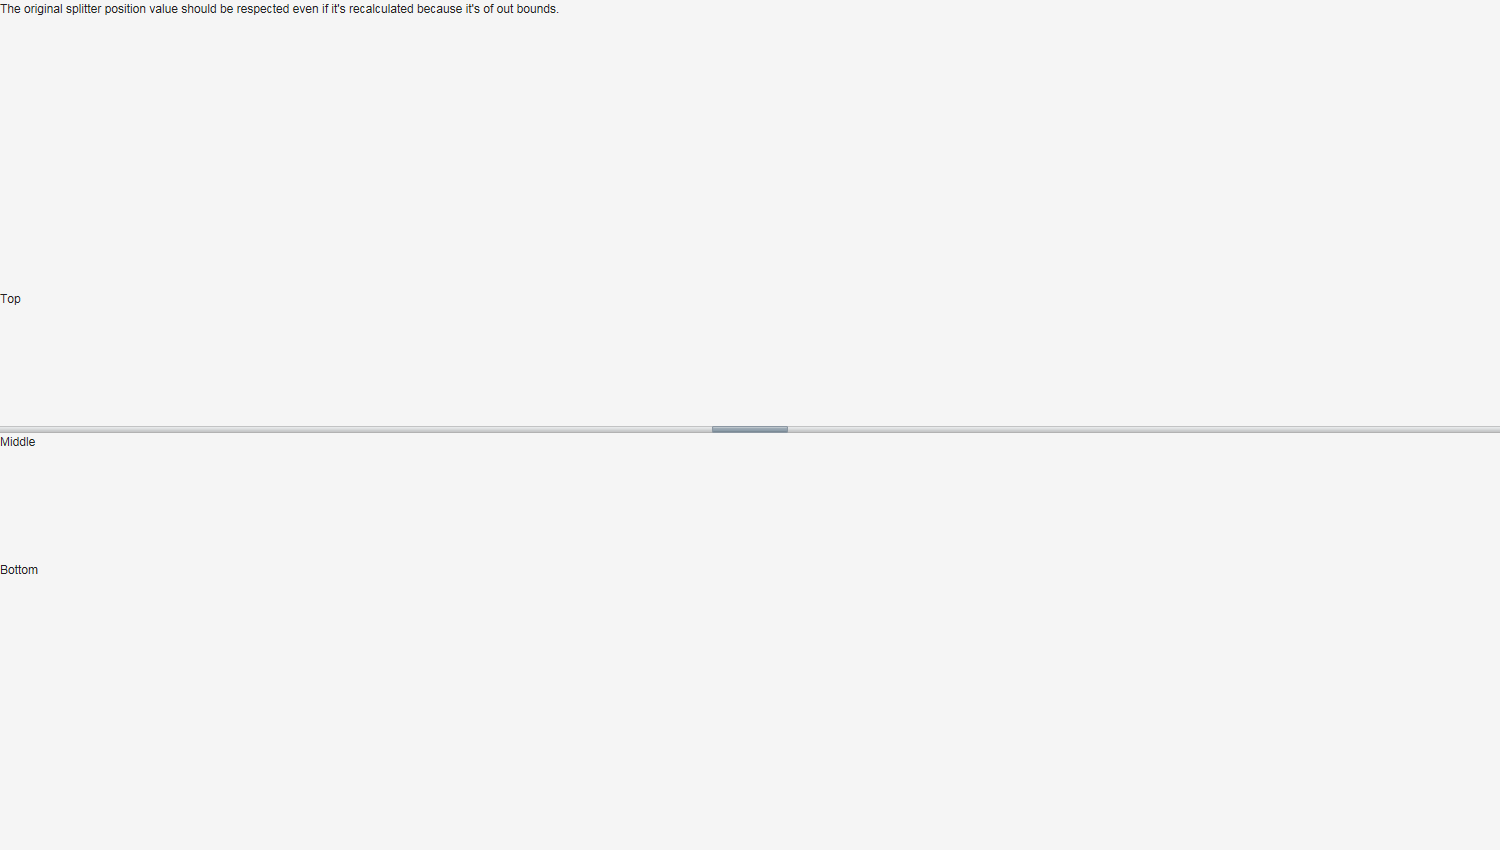 The original splitter position value should be respected even if it's recalculated because it's of out bounds.
Top
Middle
Bottom